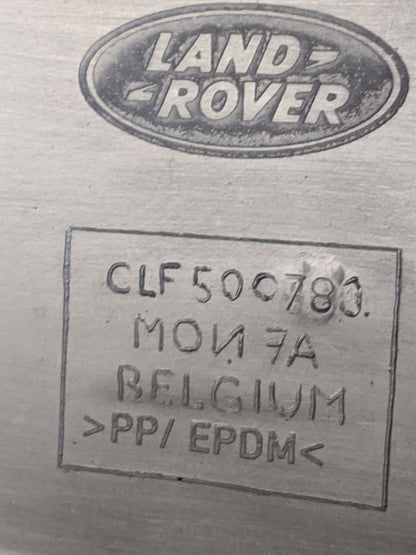 LAND
ROVER
CLF500780.
MOИ 7A
BELGIUM
>PP/ EPDM<